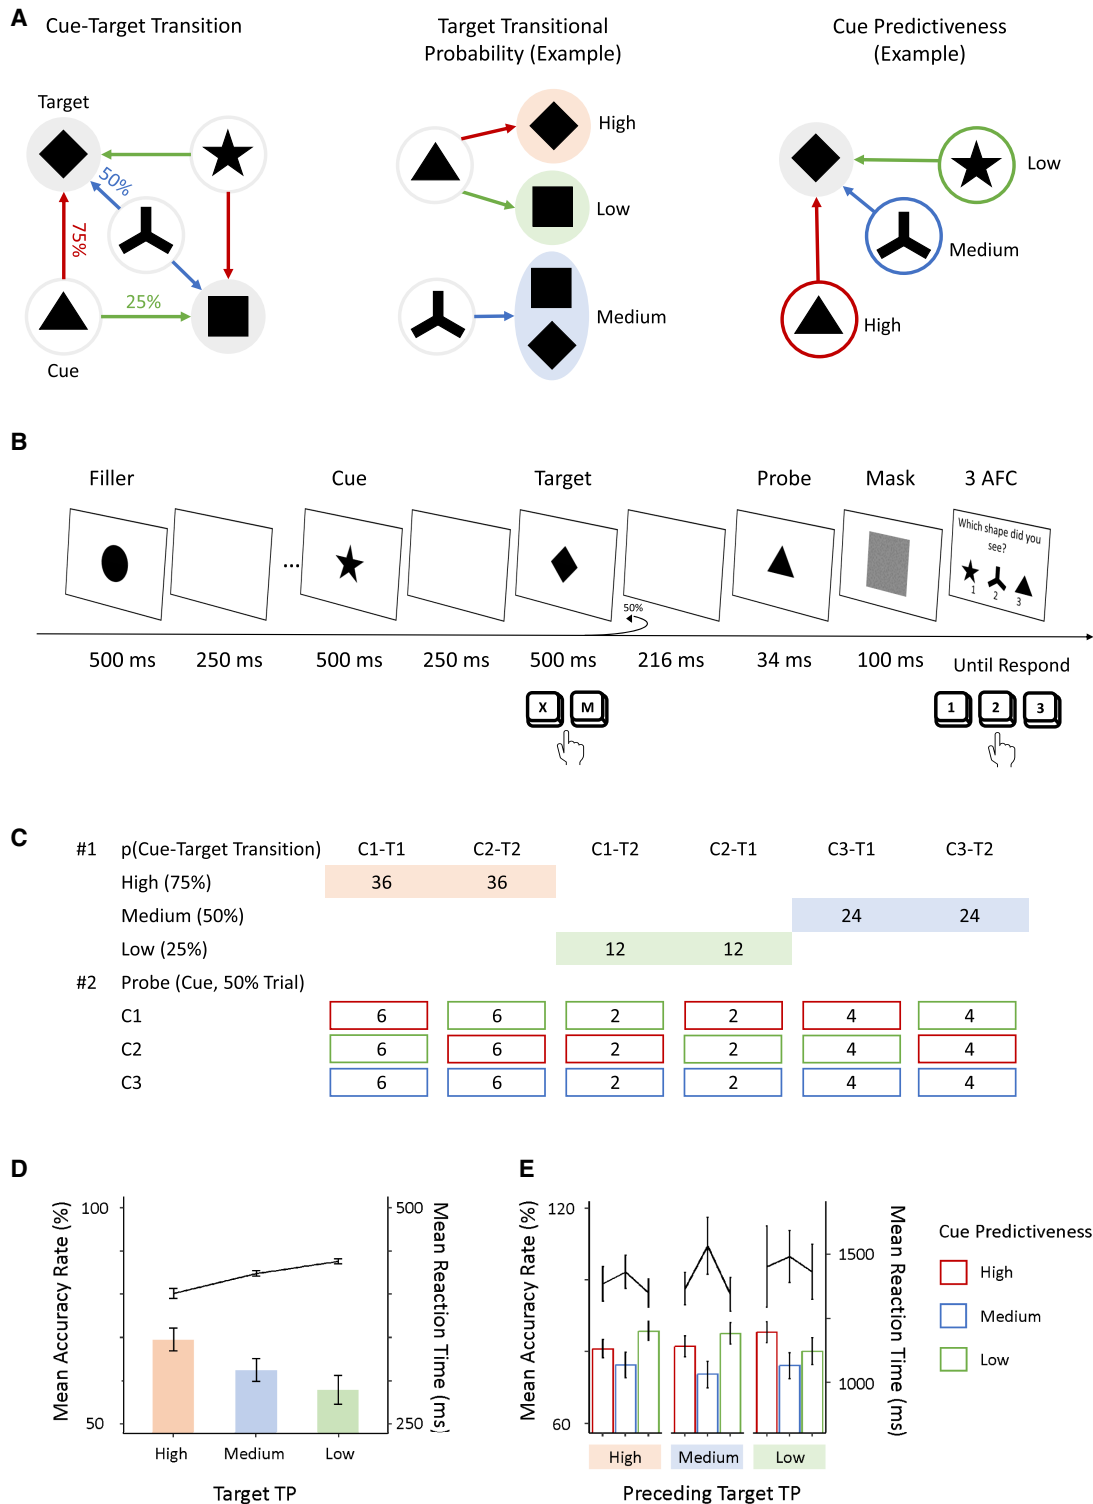 A
Cue-Target Transition
Target Transitional
Probability (Example)
Cue Predictiveness
(Example)
Target
50%
75%
25%
Cue
High
Low
Medium
Low
Medium
High
B
Filler
Cue
Target
Probe
Mask
3 AFC
...
Which shape did you
see?
1
2
3
50%
500 ms
250 ms
500 ms
250 ms
500 ms
216 ms
34 ms
100 ms
Until Respond
X
M
1
2
3
C
#1 p(Cue-Target Transition) C1-T1 C2-T2 C1-T2 C2-T1 C3-T1 C3-T2
High (75%) 36 36
Medium (50%) 24 24
Low (25%) 12 12
#2 Probe (Cue, 50% Trial)
C1 6 6 2 2 4 4
C2 6 6 2 2 4 4
C3 6 6 2 2 4 4
D
Mean Accuracy Rate (%)
100
50
500
250
Mean Reaction Time (ms)
High
Medium
Low
Target TP
E
Mean Accuracy Rate (%)
120
60
1500
1000
Mean Reaction Time (ms)
High
Medium
Low
Preceding Target TP
Cue Predictiveness
High
Medium
Low